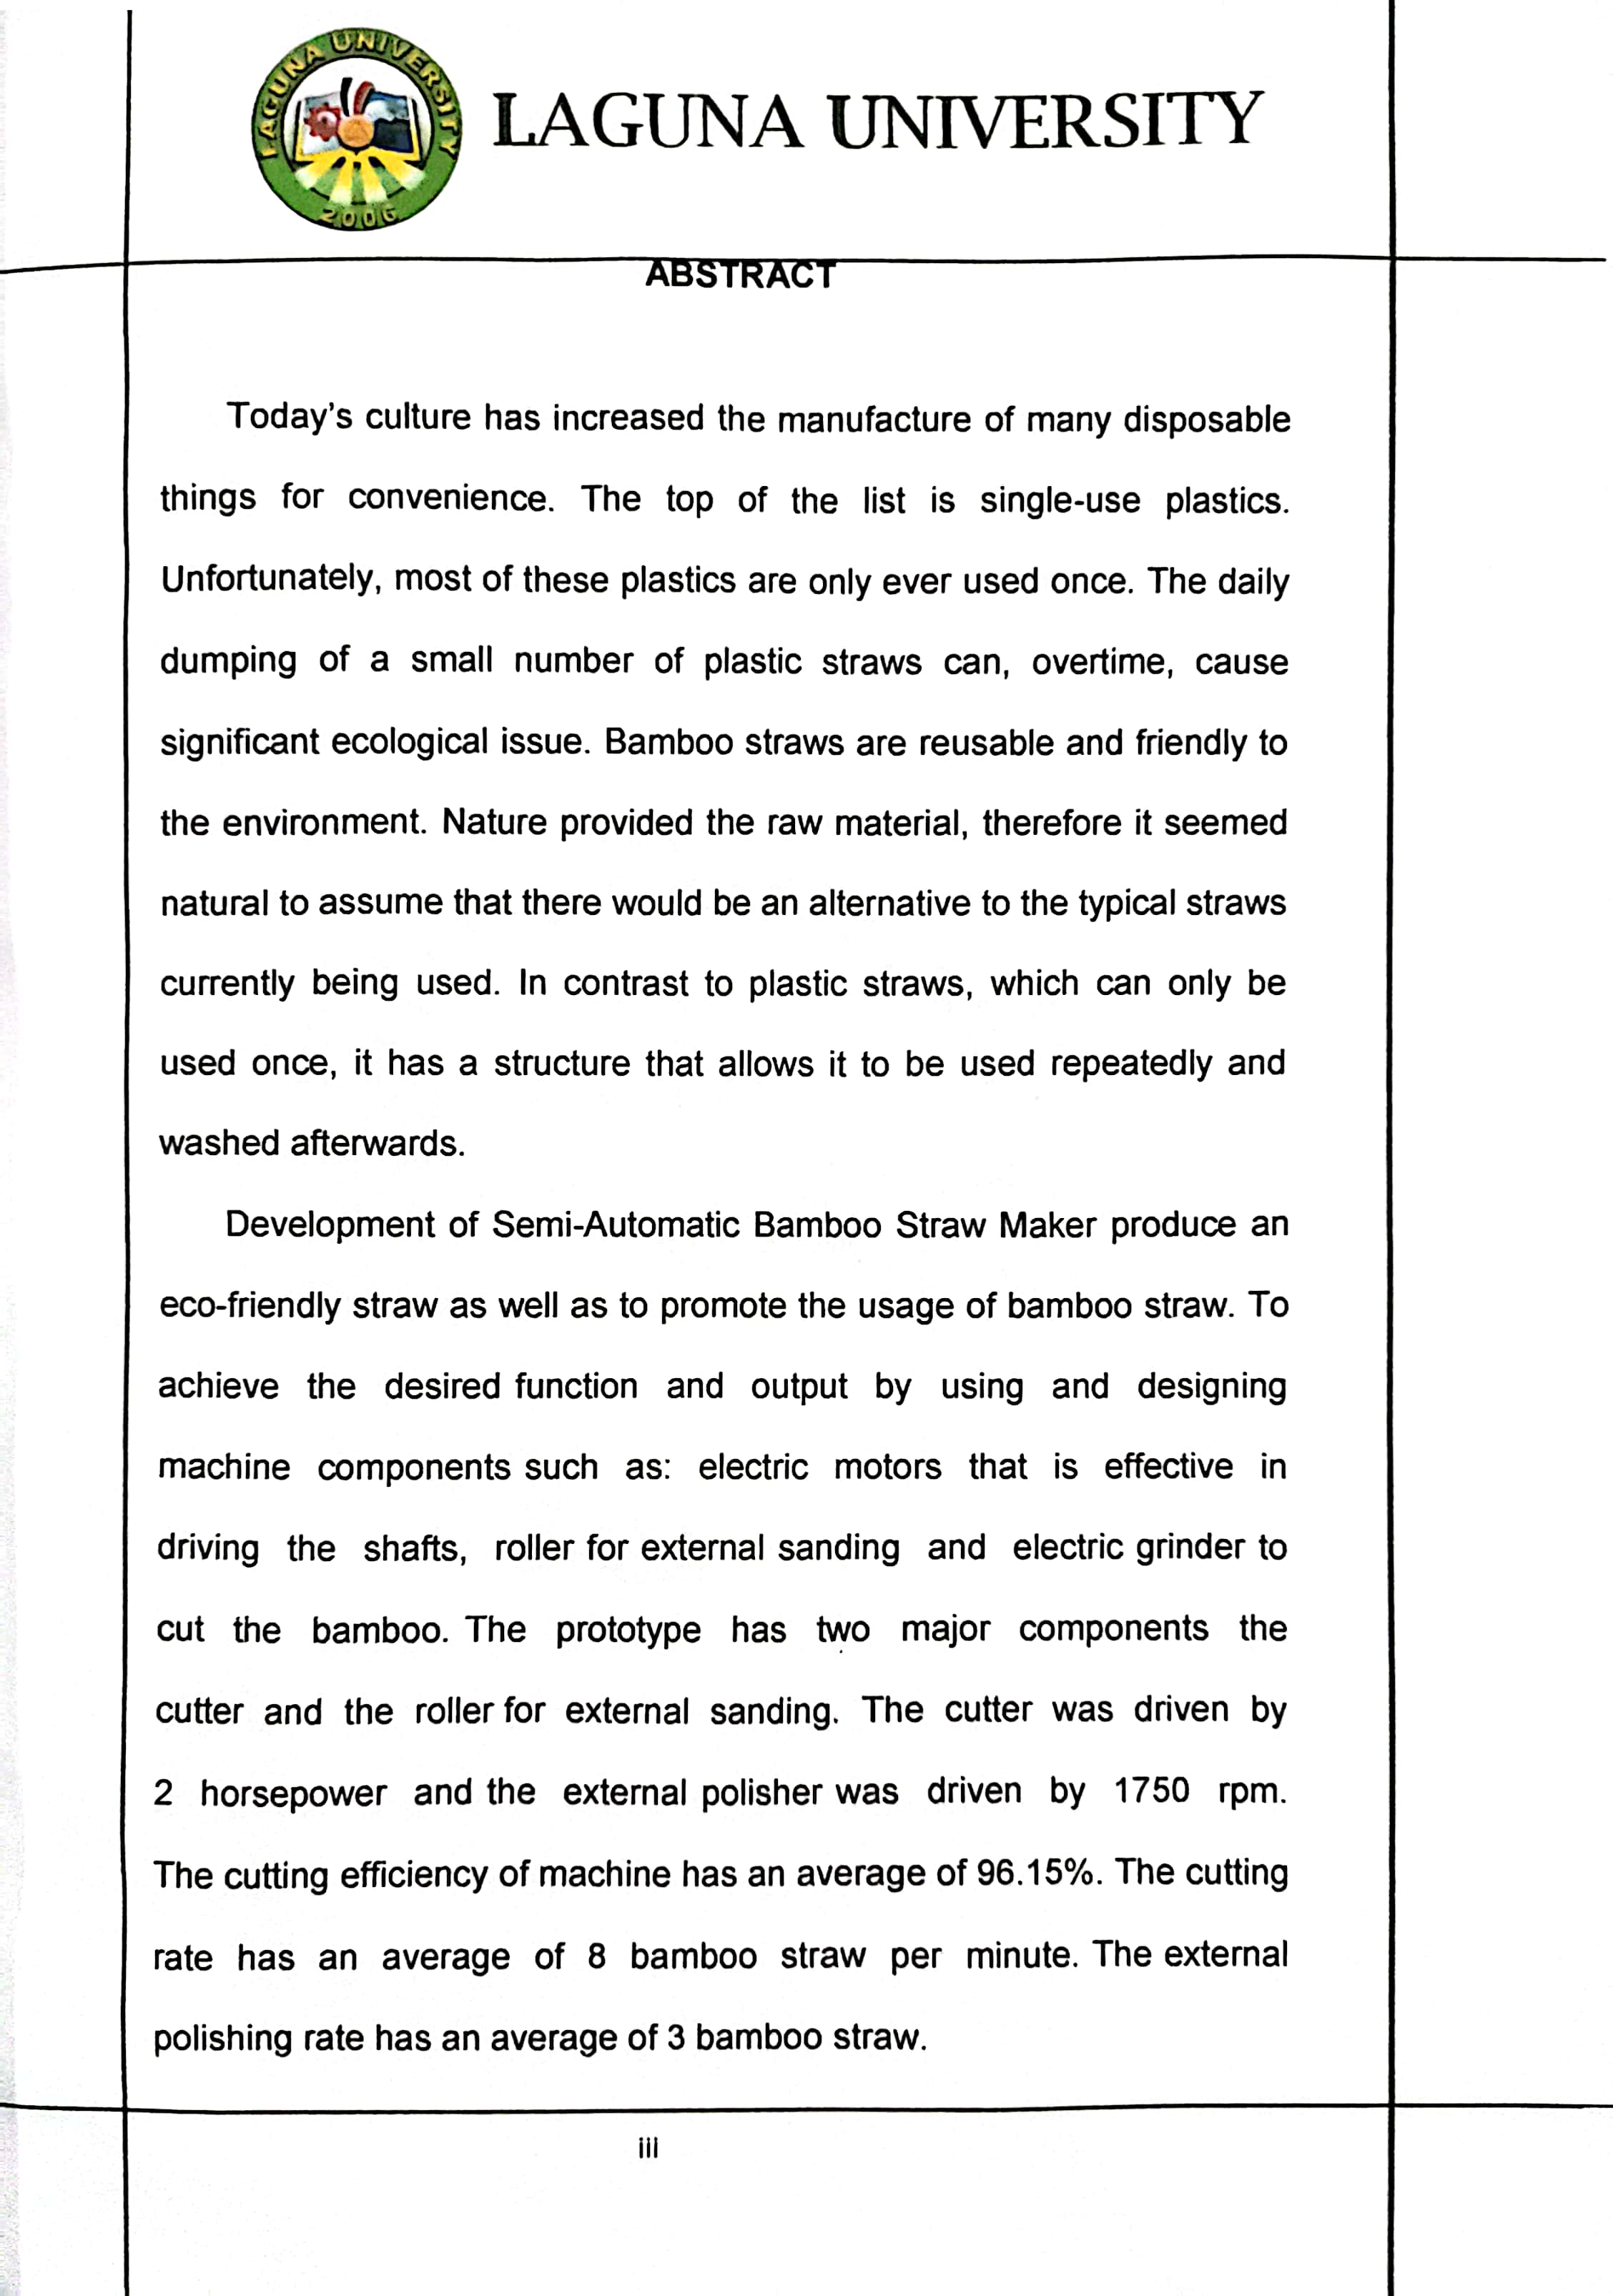 LAGUNA UNIVERSITY
2006
LAGUNA UNIVERSITY
ABSTRACT
Today's culture has increased the manufacture of many disposable
things for convenience. The top of the list is single-use plastics.
Unfortunately, most of these plastics are only ever used once. The daily
dumping of a small number of plastic straws can, overtime, cause
significant ecological issue. Bamboo straws are reusable and friendly to
the environment. Nature provided the raw material, therefore it seemed
natural to assume that there would be an alternative to the typical straws
currently being used. In contrast to plastic straws, which can only be
used once, it has a structure that allows it to be used repeatedly and
washed afterwards.
Development of Semi-Automatic Bamboo Straw Maker produce an
eco-friendly straw as well as to promote the usage of bamboo straw. To
achieve the desired function and output by using and designing
machine components such as: electric motors that is effective in
driving the shafts, roller for external sanding and electric grinder to
cut the bamboo. The prototype has two major components the
cutter and the roller for external sanding. The cutter was driven by
2 horsepower and the external polisher was driven by 1750 rpm.
The cutting efficiency of machine has an average of 96.15%. The cutting
rate has an average of 8 bamboo straw per minute. The external
polishing rate has an average of 3 bamboo straw.
iii